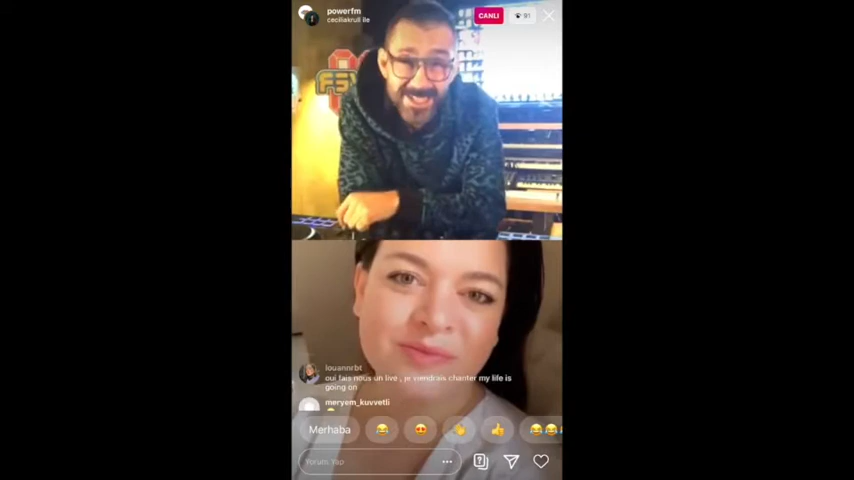 powerfm
ceciliakrull ile
CANLI
91
louannrbt
oui fais nous un live , je viendrais chanter my life is
going on
meryem_kuvvetli
Merhaba
Yorum Yap